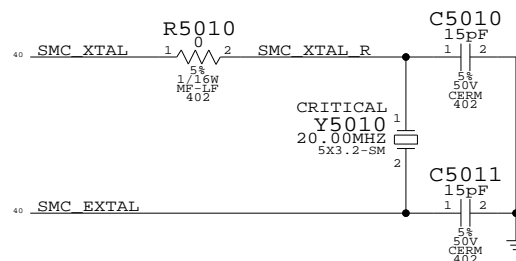 C5010
15pF
1 2
5%
50V
CERM
402
R5010
0
40 SMC_XTAL 1 2 SMC_XTAL_R
5%
1/16W
MF-LF
402
CRITICAL
Y5010
20.00MHZ
5X3.2-SM
1
2
C5011
15pF
40 SMC_EXTAL 1 2
5%
50V
CERM
402